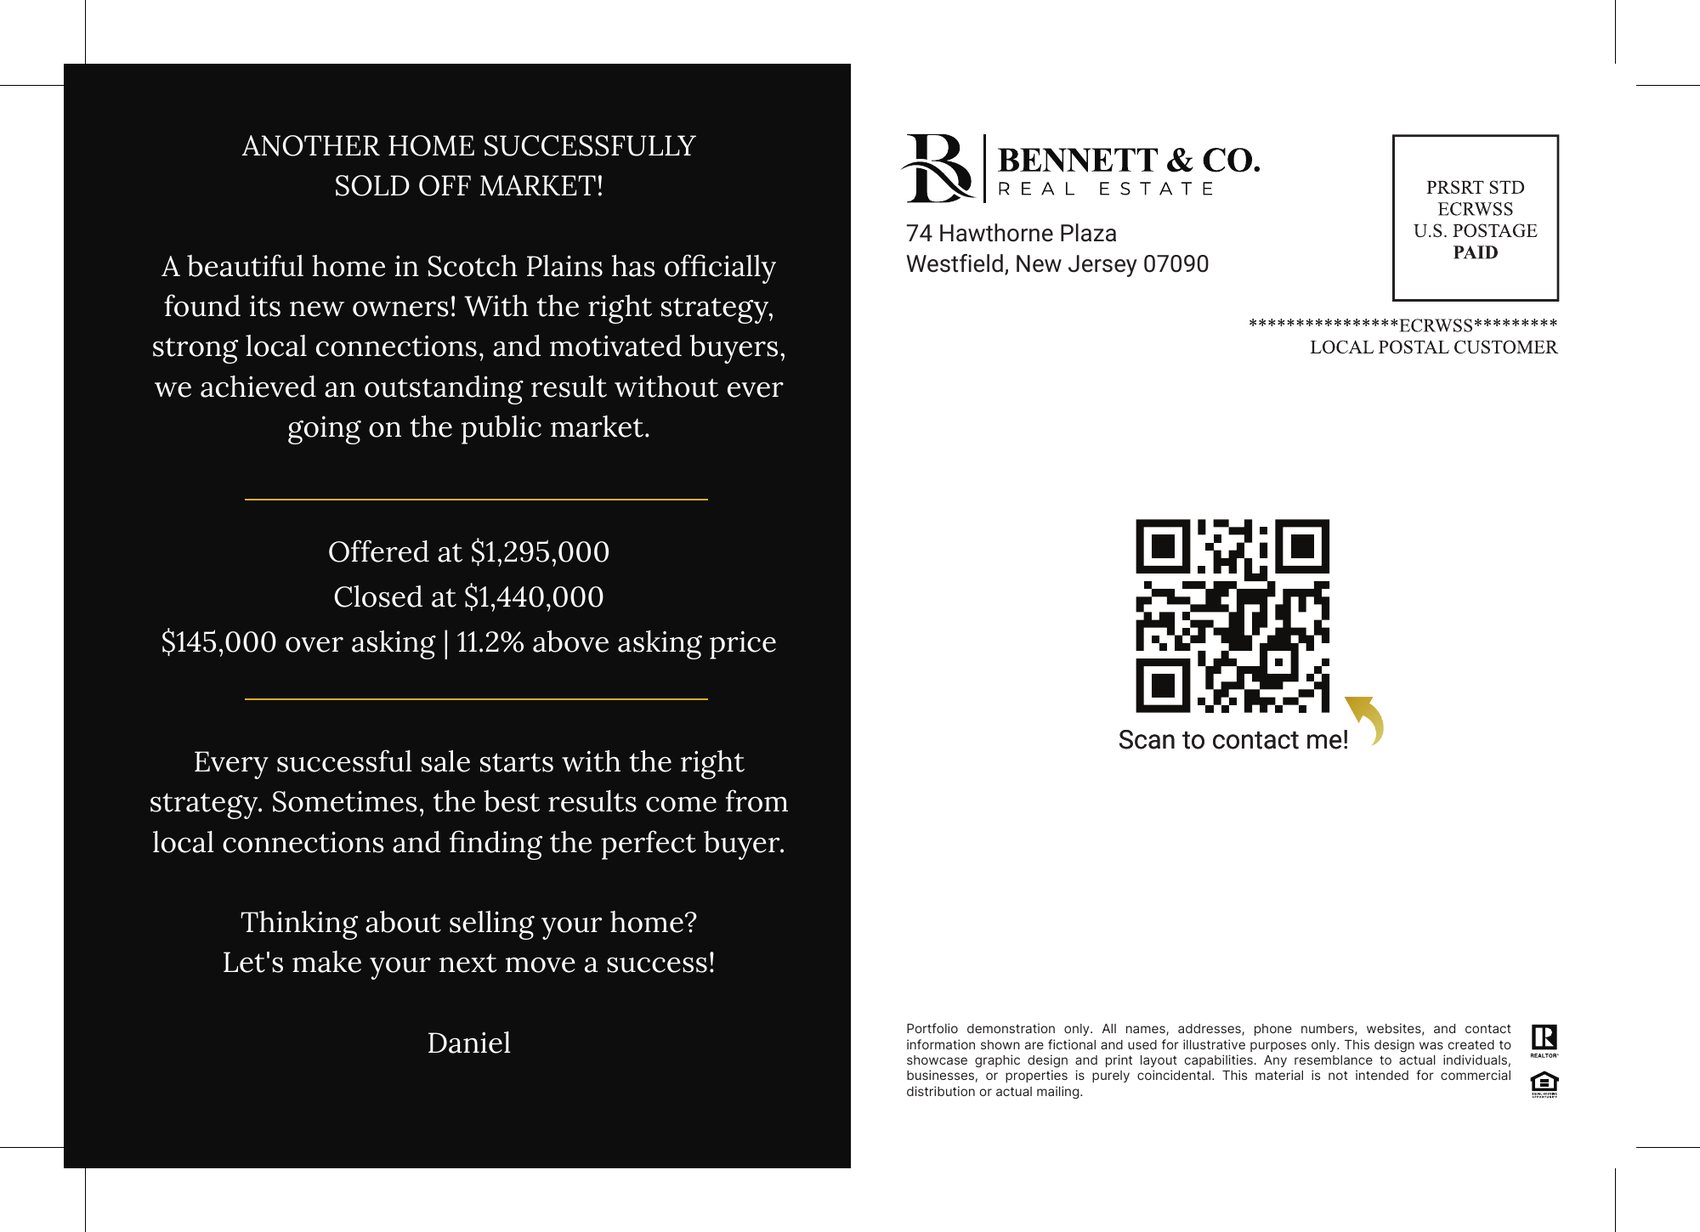 ANOTHER HOME SUCCESSFULLY
SOLD OFF MARKET!
A beautiful home in Scotch Plains has officially
found its new owners! With the right strategy,
strong local connections, and motivated buyers,
we achieved an outstanding result without ever
going on the public market.
Offered at $1,295,000
Closed at $1,440,000
$145,000 over asking | 11.2% above asking price
Every successful sale starts with the right
strategy. Sometimes, the best results come from
local connections and finding the perfect buyer.
Thinking about selling your home?
Let's make your next move a success!
Daniel
BENNETT & CO.
REAL ESTATE
74 Hawthorne Plaza
Westfield, New Jersey 07090
PRSRT STD
ECRWSS
U.S. POSTAGE
PAID
****************ECRWSS*********
LOCAL POSTAL CUSTOMER
Scan to contact me!
Portfolio demonstration only. All names, addresses, phone numbers, websites, and contact
information shown are fictional and used for illustrative purposes only. This design was created to
showcase graphic design and print layout capabilities. Any resemblance to actual individuals,
businesses, or properties is purely coincidental. This material is not intended for commercial
distribution or actual mailing.
REALTOR®